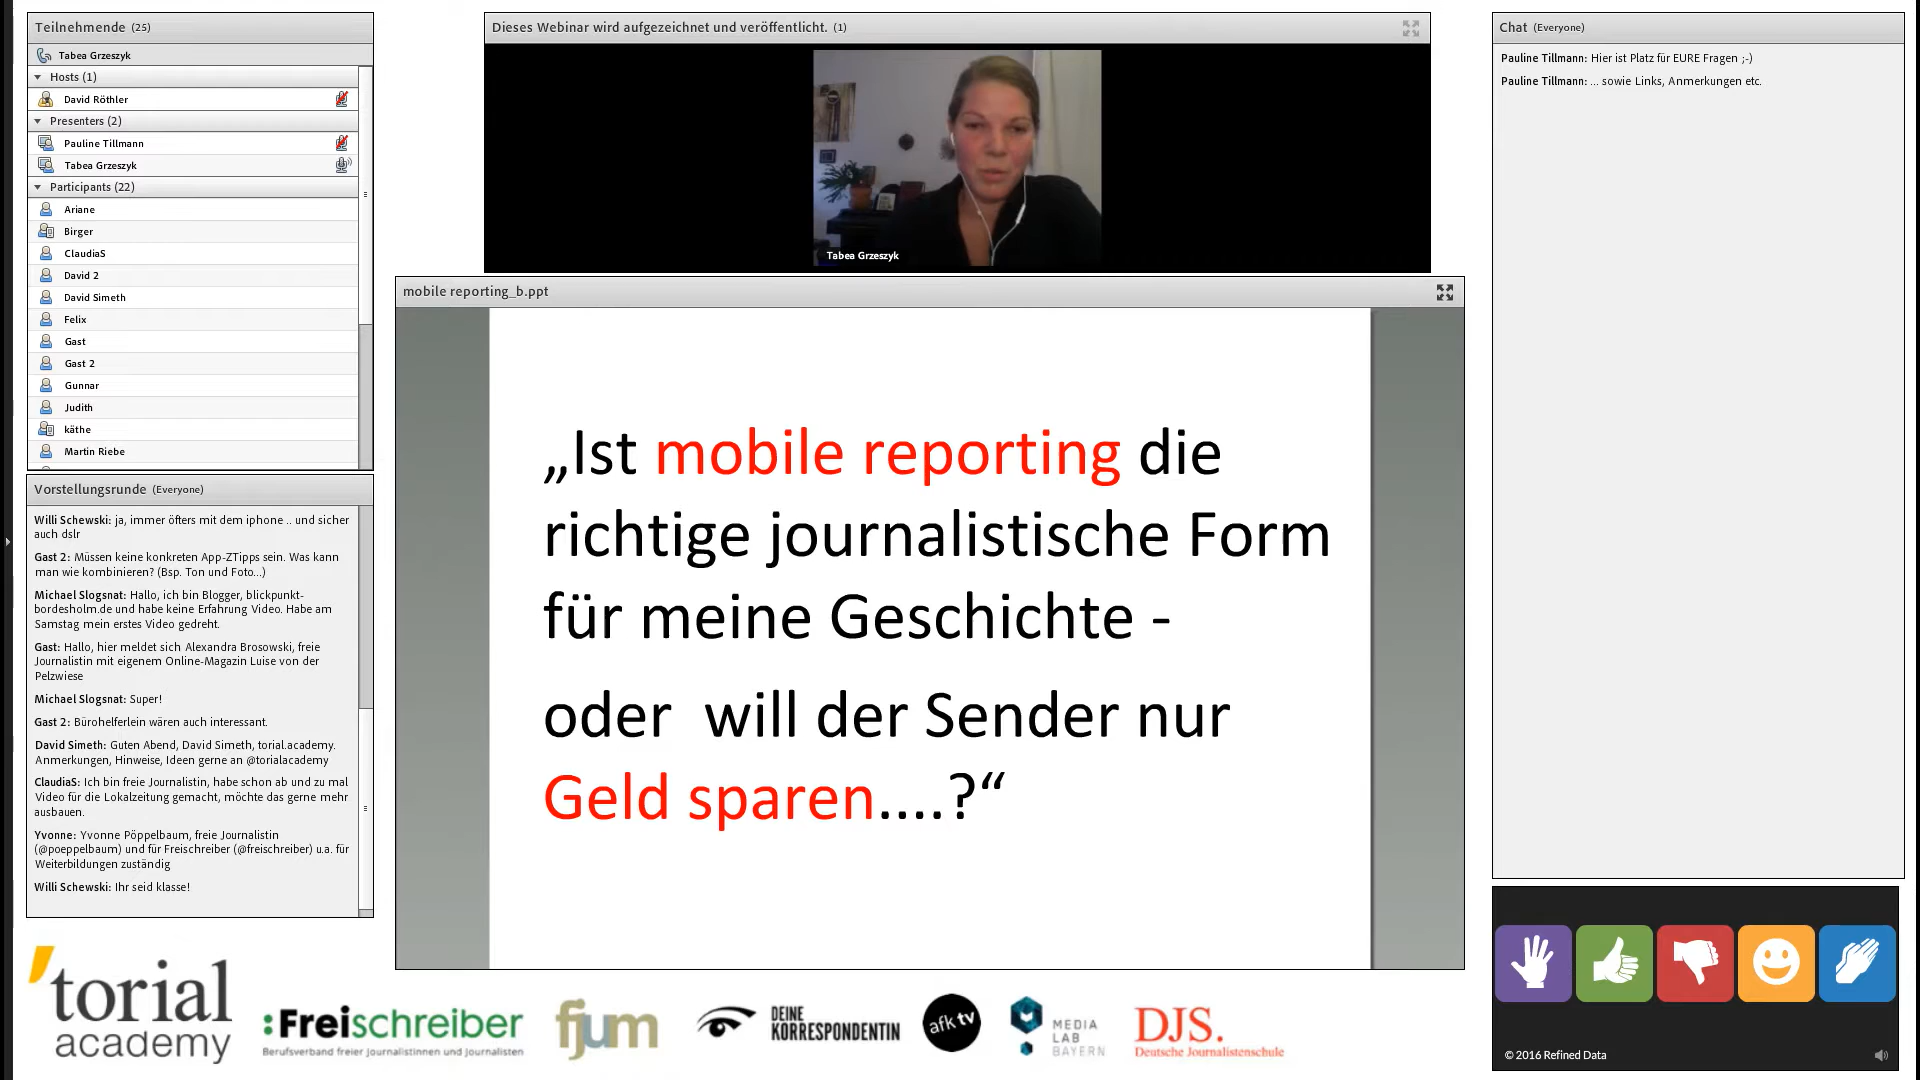 Teilnehmende (25)
Tabea Grzeszyk
Hosts (1)
David Röthler
Presenters (2)
Pauline Tillmann
Tabea Grzeszyk
Participants (22)
Ariane
Birger
ClaudiaS
David 2
David Simeth
Felix
Gast
Gast 2
Gunnar
Judith
käthe
Martin Riebe
Vorstellungsrunde (Everyone)
Willi Schewski: ja, immer öfters mit dem iphone .. und sicher
auch dslr
Gast 2: Müssen keine konkreten App-ZTipps sein. Was kann
man wie kombinieren? (Bsp. Ton und Foto...)
Michael Slogsnat: Hallo, ich bin Blogger, blickpunkt-
bordesholm.de und habe keine Erfahrung Video. Habe am
Samstag mein erstes Video gedreht.
Gast: Hallo, hier meldet sich Alexandra Brosowski, freie
Journalistin mit eigenem Online-Magazin Luise von der
Pelzwiese
Michael Slogsnat: Super!
Gast 2: Bürohelferlein wären auch interessant.
David Simeth: Guten Abend, David Simeth, torial.academy.
Anmerkungen, Hinweise, Ideen gerne an @torialacademy
ClaudiaS: Ich bin freie Journalistin, habe schon ab und zu mal
Video für die Lokalzeitung gemacht, möchte das gerne mehr
ausbauen.
Yvonne: Yvonne Pöppelbaum, freie Journalistin
(@poeppelbaum) und für Freischreiber (@freischreiber) u.a. für
Weiterbildungen zuständig
Willi Schewski: Ihr seid klasse!
Dieses Webinar wird aufgezeichnet und veröffentlicht. (1)
Tabea Grzeszyk
mobile reporting_b.ppt
„Ist mobile reporting die
richtige journalistische Form
für meine Geschichte -
oder will der Sender nur
Geld sparen....?“
Chat (Everyone)
Pauline Tillmann: Hier ist Platz für EURE Fragen ;-)
Pauline Tillmann: ... sowie Links, Anmerkungen etc.
© 2016 Refined Data
'torial
academy
:Freischreiber
Berufsverband freier Journalistinnen und Journalisten
fjum
DEINE
KORRESPONDENTIN
afk tv
MEDIA
LAB
BAYERN
DJS.
Deutsche Journalistenschule